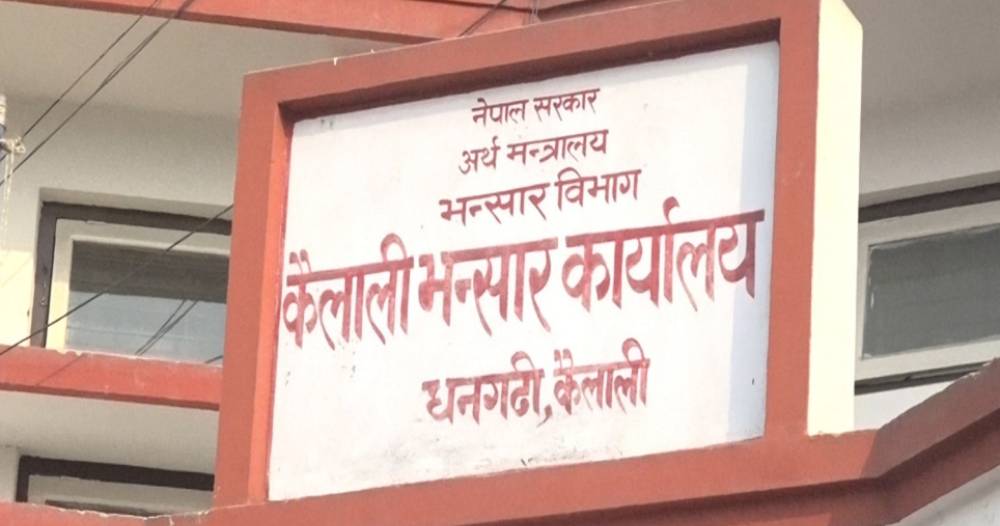 नेपाल सरकार
अर्थ मन्त्रालय
भन्सार विभाग
कैलाली भन्सार कार्यालय
धनगढी, कैलाली